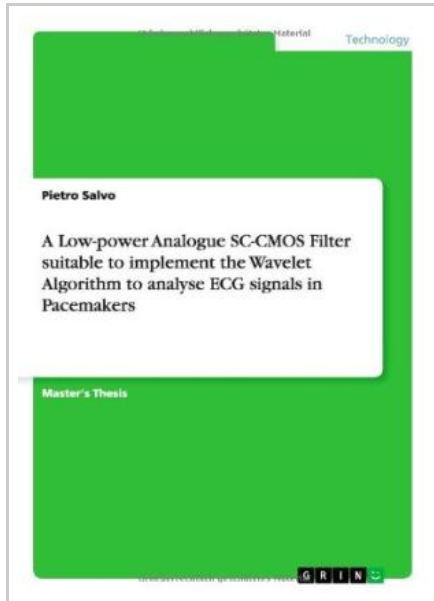 Technology
Pietro Salvo
A Low-power Analogue SC-CMOS Filter
suitable to implement the Wavelet
Algorithm to analyse ECG signals in
Pacemakers
Master's Thesis
GRIN